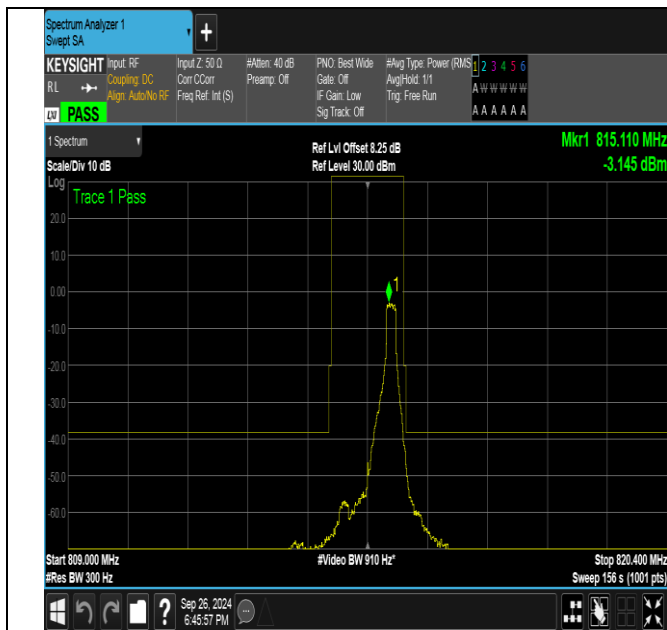 Spectrum Analyzer 1
Swept SA
+
KEYSIGHT
RL
LXI PASS
Input: RF
Coupling: DC
Align: Auto/No RF
Input Z: 50 Ω
Corr CCorr
Freq Ref: Int (S)
#Atten: 40 dB
Preamp: Off
PNO: Best Wide
Gate: Off
IF Gain: Low
Sig Track: Off
#Avg Type: Power (RMS
Avg|Hold: 1/1
Trig: Free Run
1 2 3 4 5 6
A W W W W W
A A A A A A
1 Spectrum
Scale/Div 10 dB
Ref Lvl Offset 8.25 dB
Ref Level 30.00 dBm
Mkr1 815.110 MHz
-3.145 dBm
Log
Trace 1 Pass
20.0
10.0
0.00
1
-10.0
-20.0
-30.0
-40.0
-50.0
-60.0
Start 809.000 MHz
#Video BW 910 Hz*
Stop 820.400 MHz
#Res BW 300 Hz
Sweep 156 s (1001 pts)
?
Sep 26, 2024
6:45:57 PM